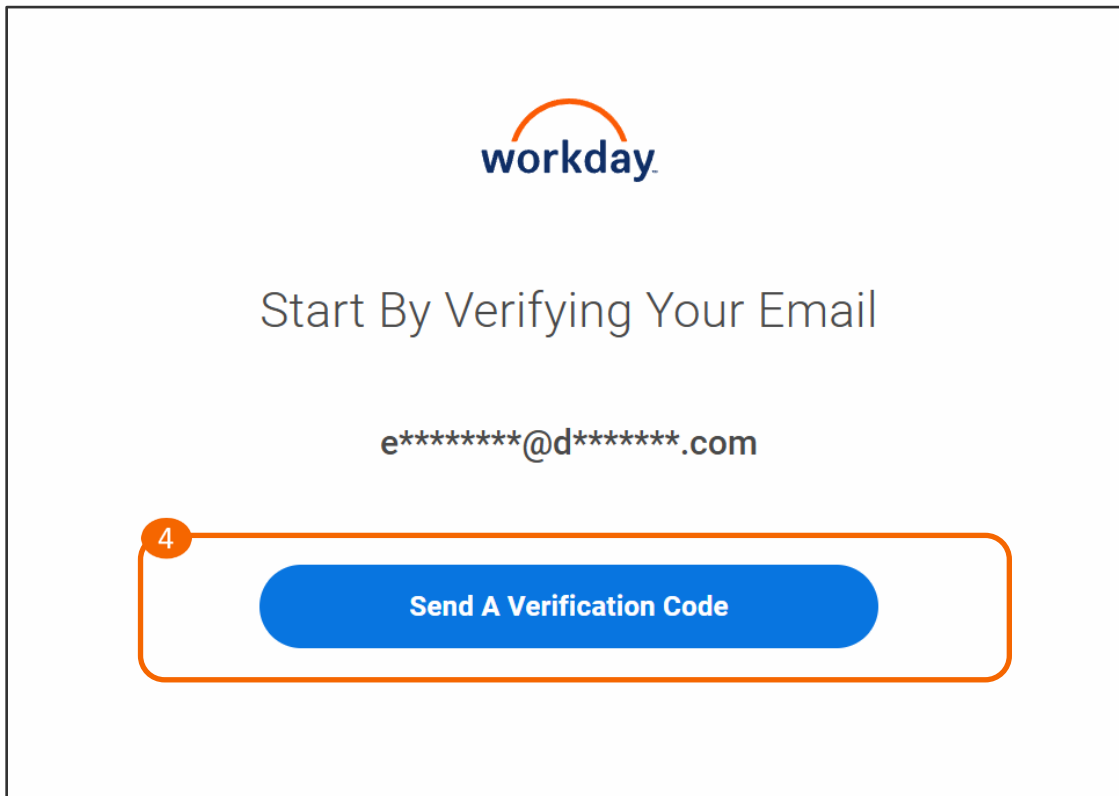 workday
Start By Verifying Your Email
e********@d*******.com
4
Send A Verification Code